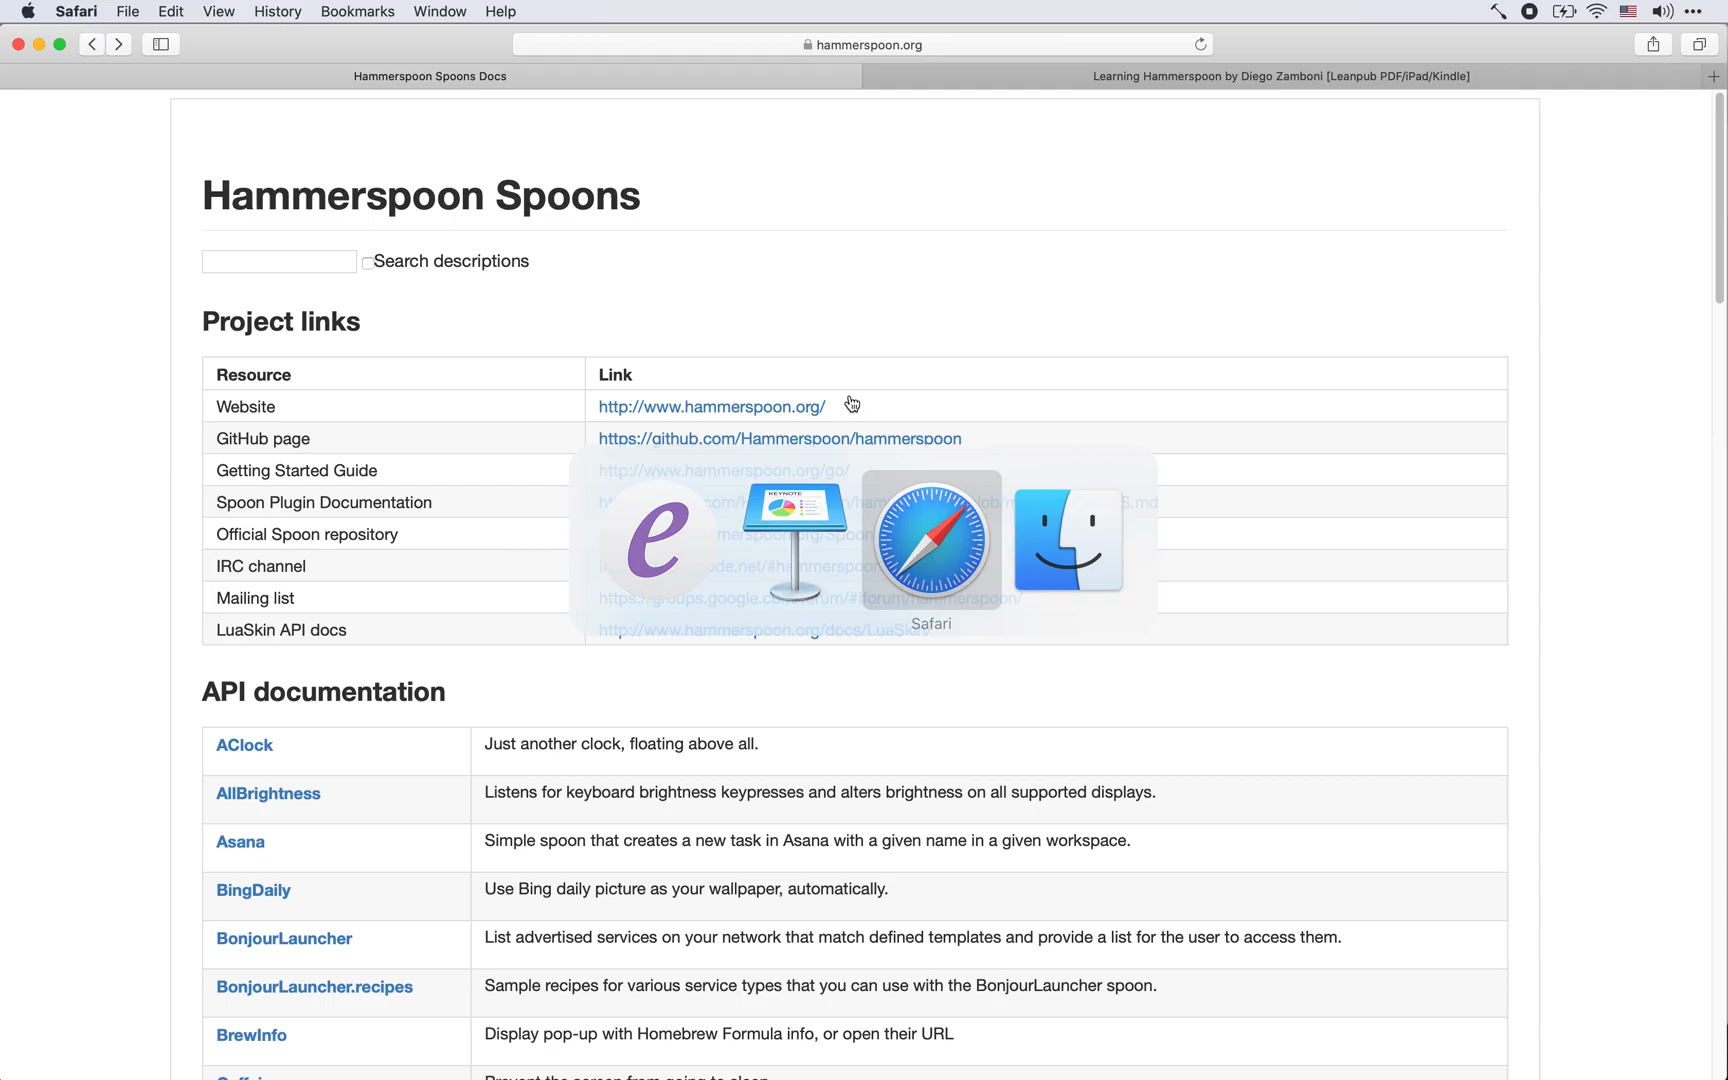 Safari File Edit View History Bookmarks Window Help
hammerspoon.org
Hammerspoon Spoons Docs
Learning Hammerspoon by Diego Zamboni [Leanpub PDF/iPad/Kindle]
Hammerspoon Spoons
Search descriptions
Project links
Resource Link
Website http://www.hammerspoon.org/
GitHub page https://github.com/Hammerspoon/hammerspoon
Getting Started Guide http://www.hammerspoon.org/go/
Spoon Plugin Documentation
Official Spoon repository
IRC channel
Mailing list
LuaSkin API docs http://www.hammerspoon.org/docs/LuaSkin/
KEYNOTE
e
Safari
API documentation
AClock Just another clock, floating above all.
AllBrightness Listens for keyboard brightness keypresses and alters brightness on all supported displays.
Asana Simple spoon that creates a new task in Asana with a given name in a given workspace.
BingDaily Use Bing daily picture as your wallpaper, automatically.
BonjourLauncher List advertised services on your network that match defined templates and provide a list for the user to access them.
BonjourLauncher.recipes Sample recipes for various service types that you can use with the BonjourLauncher spoon.
BrewInfo Display pop-up with Homebrew Formula info, or open their URL